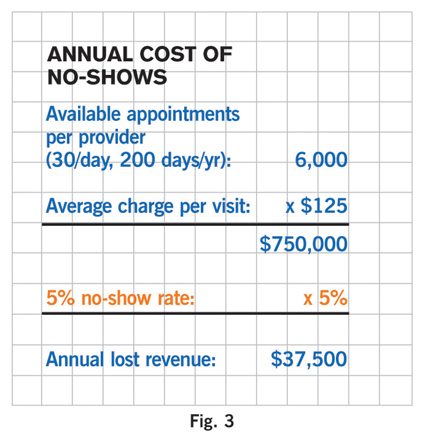 ANNUAL COST OF
NO-SHOWS
Available appointments
per provider
(30/day, 200 days/yr): 6,000
Average charge per visit: x $125
$750,000
5% no-show rate: x 5%
Annual lost revenue: $37,500
Fig. 3